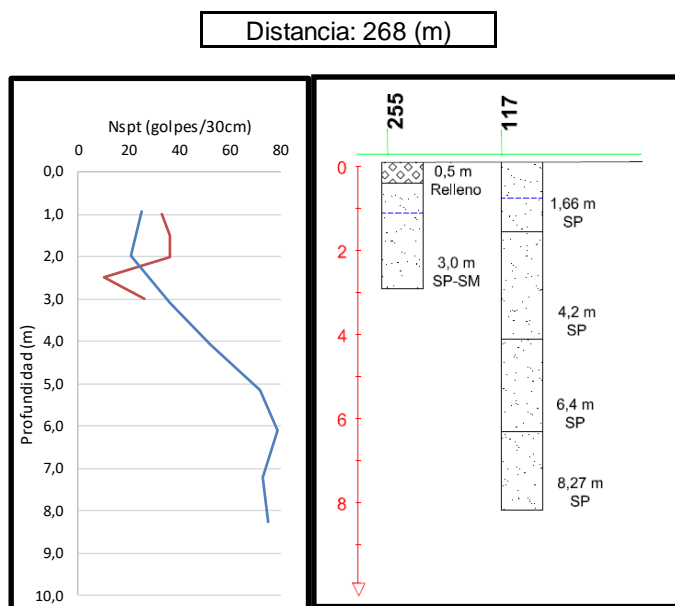 Distancia: 268 (m)
Nspt (golpes/30cm)
0 20 40 60 80
0,0
1,0
2,0
3,0
4,0
5,0
6,0
7,0
8,0
9,0
10,0
Profundidad (m)
255
117
0
2
4
6
8
0,5 m
Relleno
3,0 m
SP-SM
1,66 m
SP
4,2 m
SP
6,4 m
SP
8,27 m
SP